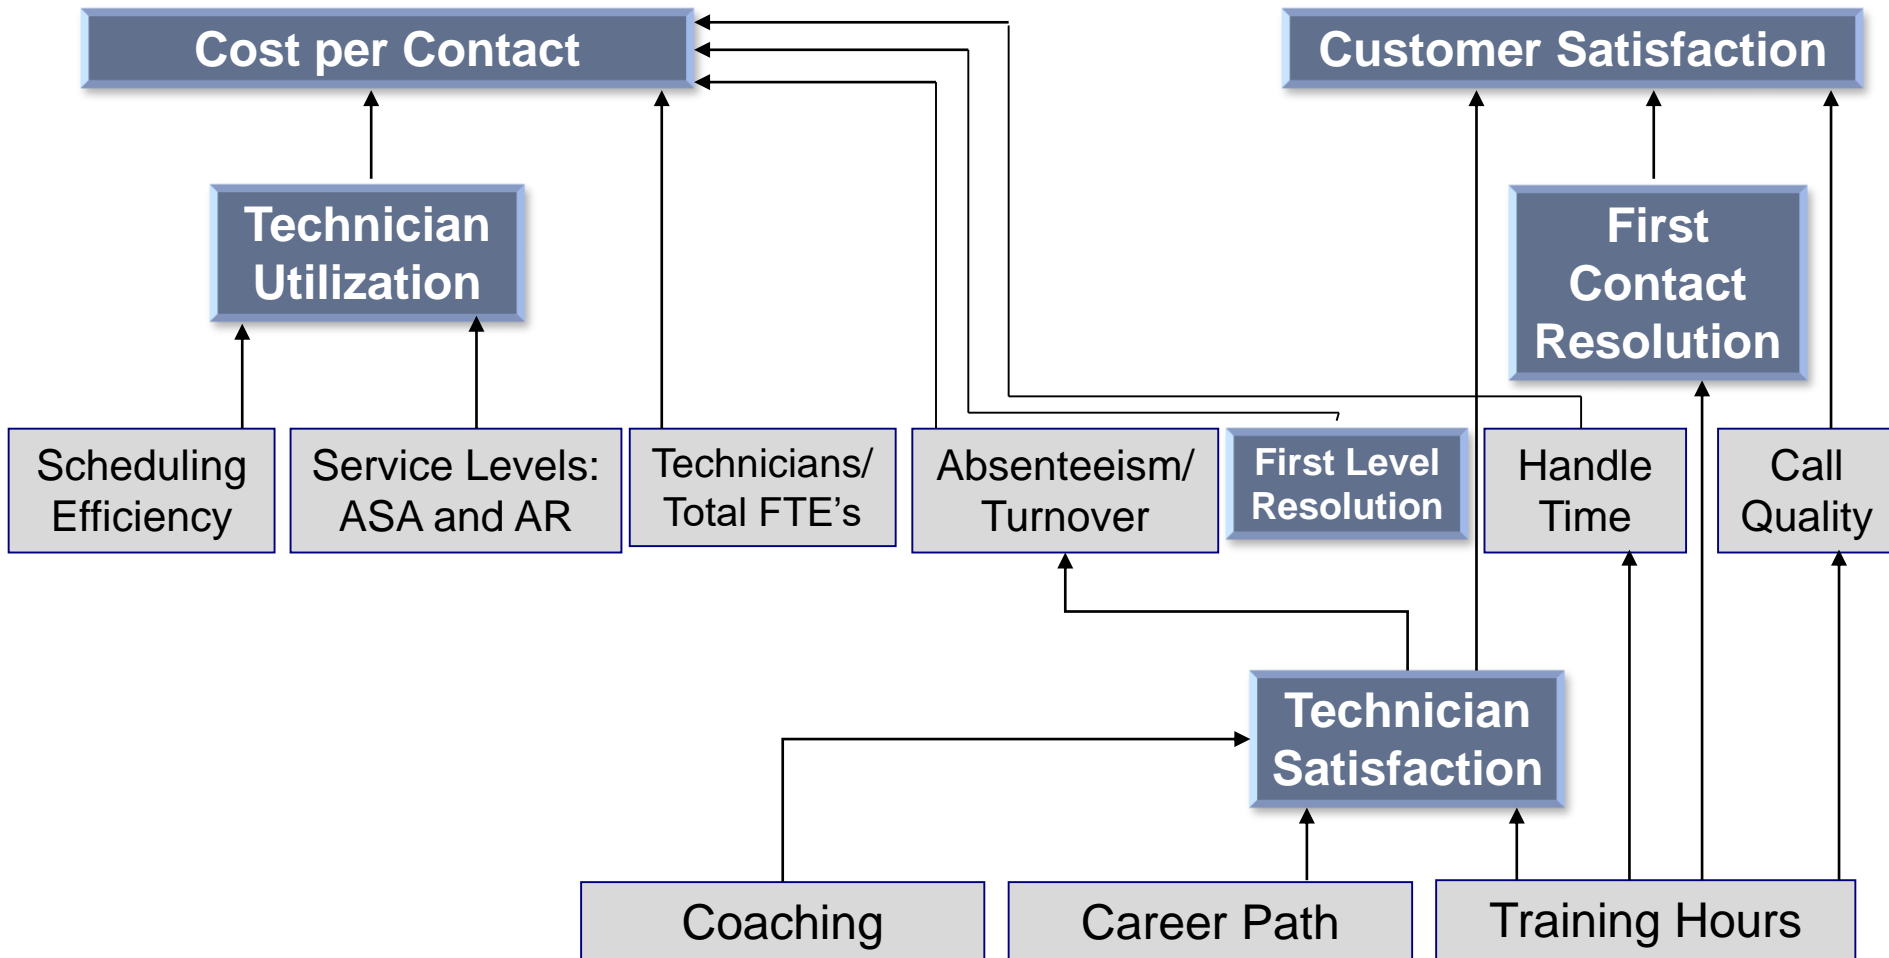 Cost per Contact
Customer Satisfaction
Technician
Utilization
First
Contact
Resolution
Scheduling
Efficiency
Service Levels:
ASA and AR
Technicians/
Total FTE’s
Absenteeism/
Turnover
First Level
Resolution
Handle
Time
Call
Quality
Technician
Satisfaction
Coaching
Career Path
Training Hours